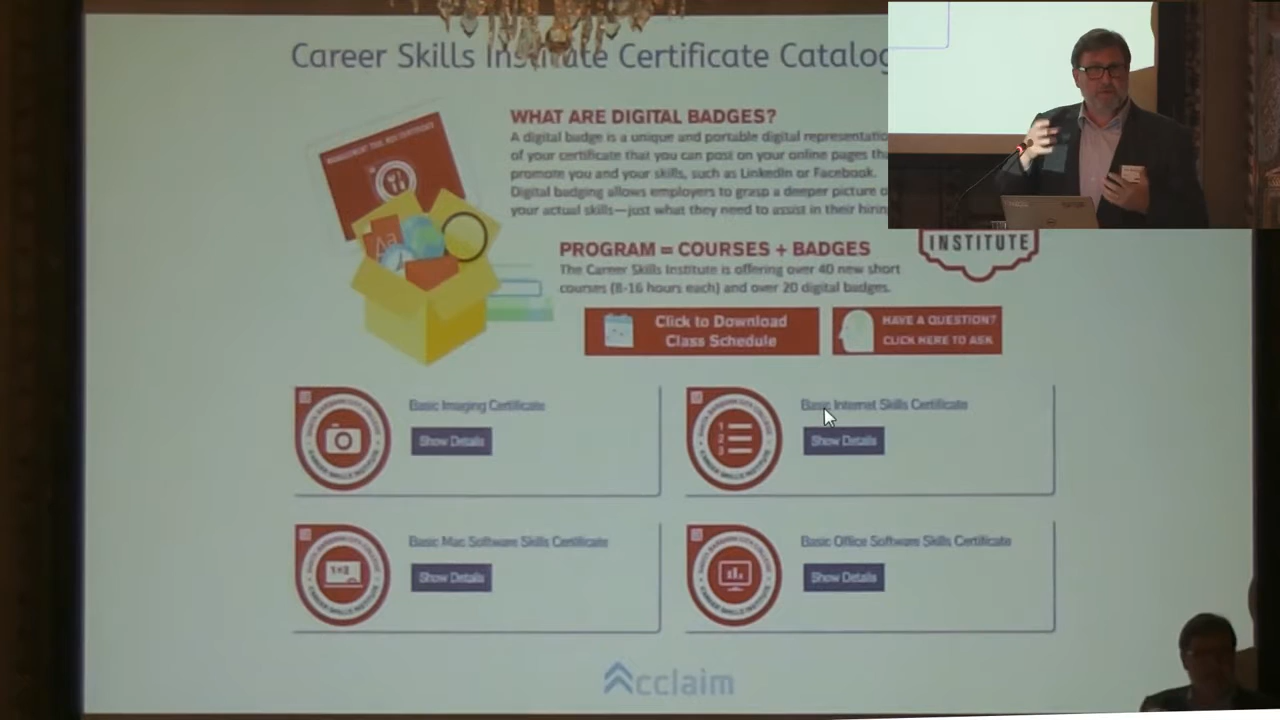 Career Skills Institute Certificate Catalog
WHAT ARE DIGITAL BADGES?
A digital badge is a unique and portable digital
of your certificate that you can post on your online pages
promote you and your skills, such as LinkedIn or Facebook.
Digital badging allows employers to grasp a deeper picture
your actual skills—just what they need to assist in their hiring
INSTITUTE
PROGRAM = COURSES + BADGES
The Career Skills Institute is offering over 40 new short
courses (8-16 hours each) and over 20 digital badges.
Click to Download
Class Schedule
HAVE A QUESTION?
CLICK HERE TO ASK
Basic Imaging Certificate
Show Details
Basic Internet Skills Certificate
Show Details
Basic Mac Software Skills Certificate
Show Details
Basic Office Software Skills Certificate
Show Details
Acclaim